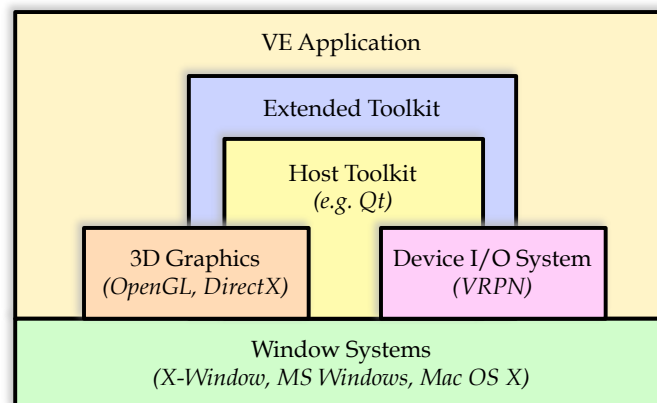 VE Application
Extended Toolkit
Host Toolkit
(e.g. Qt)
3D Graphics
(OpenGL, DirectX)
Device I/O System
(VRPN)
Window Systems
(X-Window, MS Windows, Mac OS X)